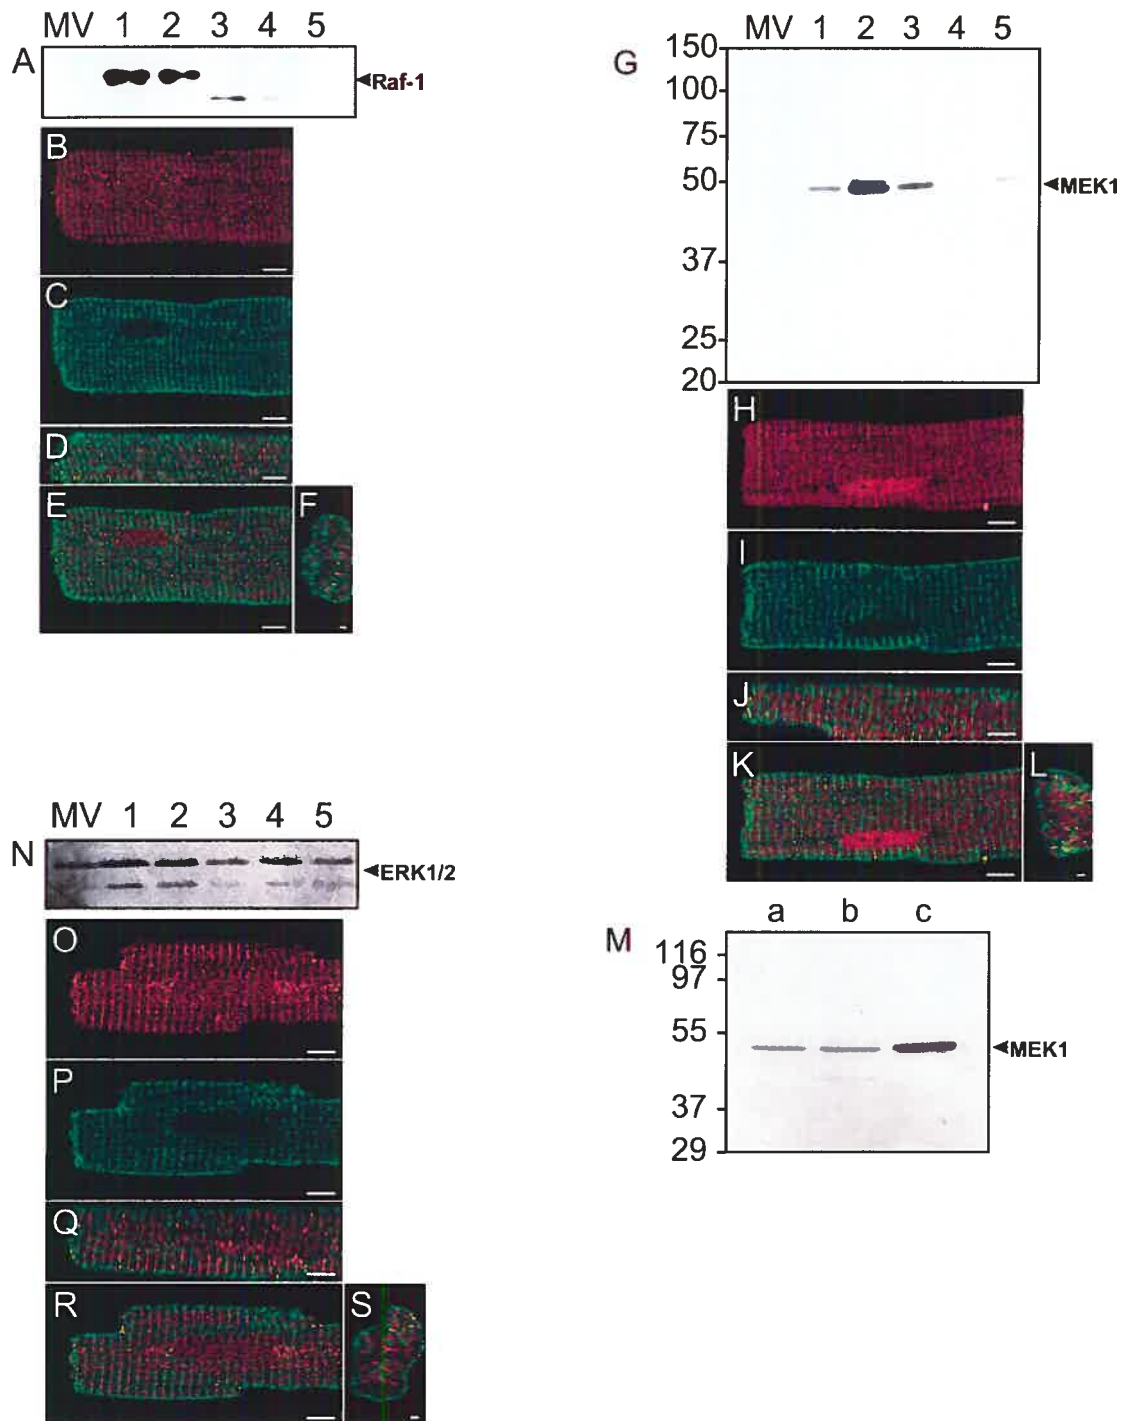 MV 1 2 3 4 5
A
◄Raf-1
B
C
D
E
F
MV 1 2 3 4 5
G
150
100
75
50
37
25
20
◄MEK1
H
I
J
K
L
a b c
M
116
97
55
37
29
◄MEK1
MV 1 2 3 4 5
N
◄ERK1/2
O
P
Q
R
S